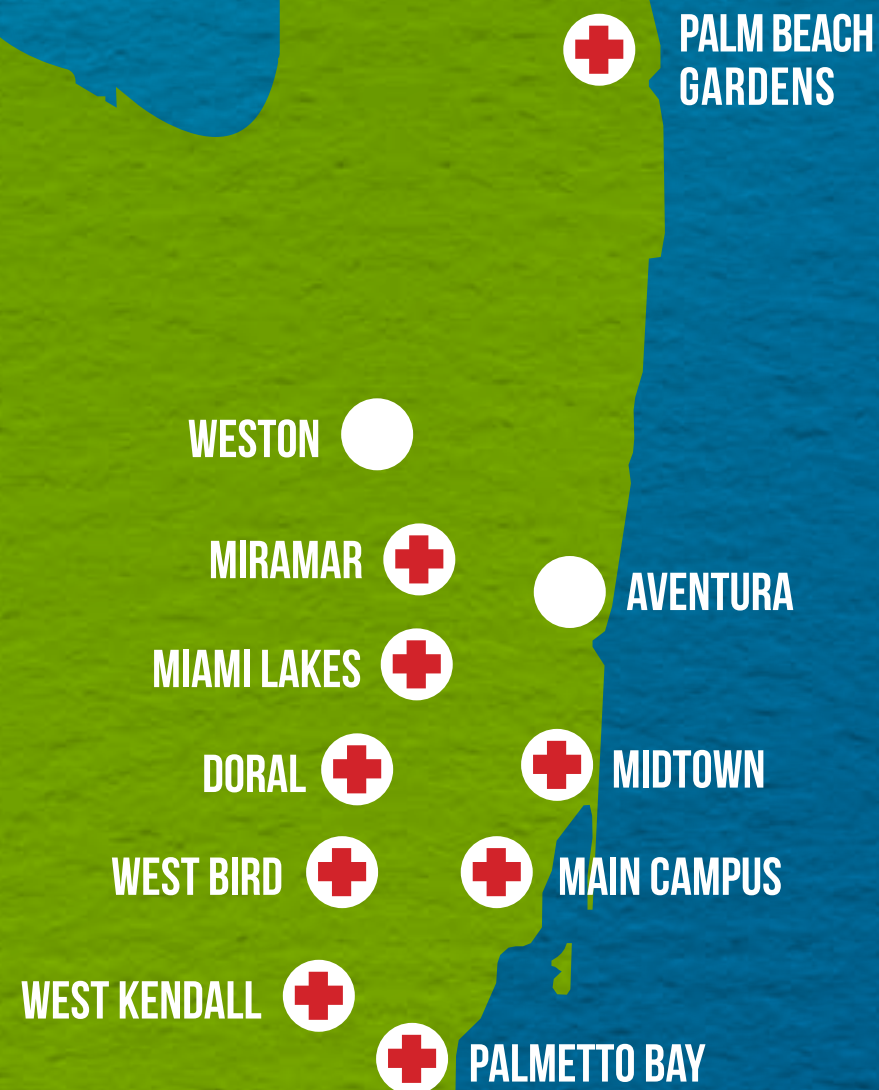 PALM BEACH
GARDENS
WESTON
MIRAMAR
AVENTURA
MIAMI LAKES
DORAL
MIDTOWN
WEST BIRD
MAIN CAMPUS
WEST KENDALL
PALMETTO BAY